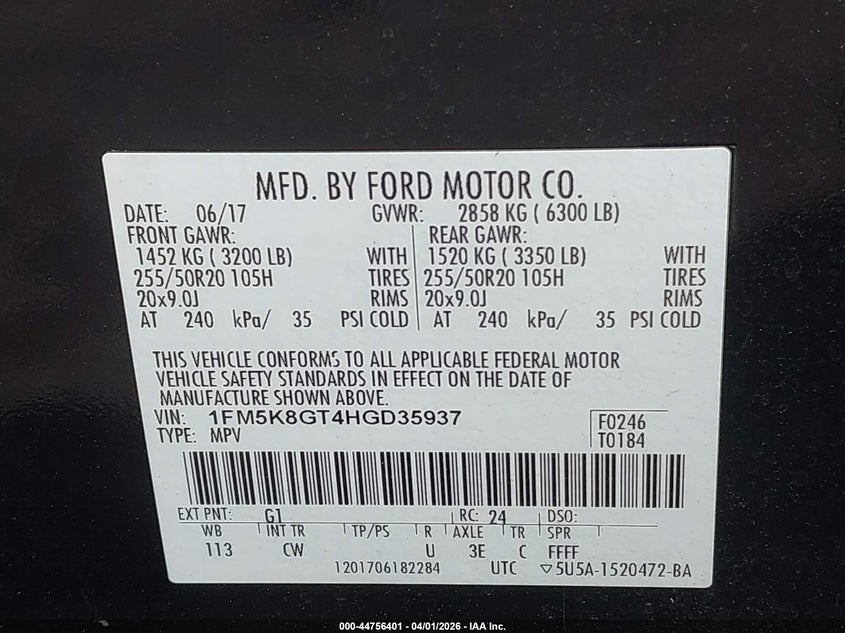 MFD. BY FORD MOTOR CO.
DATE: 06/17 GVWR: 2858 KG ( 6300 LB)
FRONT GAWR: REAR GAWR:
1452 KG ( 3200 LB) WITH 1520 KG ( 3350 LB) WITH
255/50R20 105H TIRES 255/50R20 105H TIRES
20x9.0J RIMS 20x9.0J RIMS
AT 240 kPa/ 35 PSI COLD AT 240 kPa/ 35 PSI COLD
THIS VEHICLE CONFORMS TO ALL APPLICABLE FEDERAL MOTOR
VEHICLE SAFETY STANDARDS IN EFFECT ON THE DATE OF
MANUFACTURE SHOWN ABOVE.
VIN: 1FM5K8GT4HGD35937 F0246
TYPE: MPV T0184
EXT PNT: G1 RC: 24 DSO:
WB INT TR TP/PS R AXLE TR SPR
113 CW U 3E C FFFF
1201706182284 UTC ▽5U5A-1520472-BA
000-44756401 - 04/01/2026 - IAA Inc.